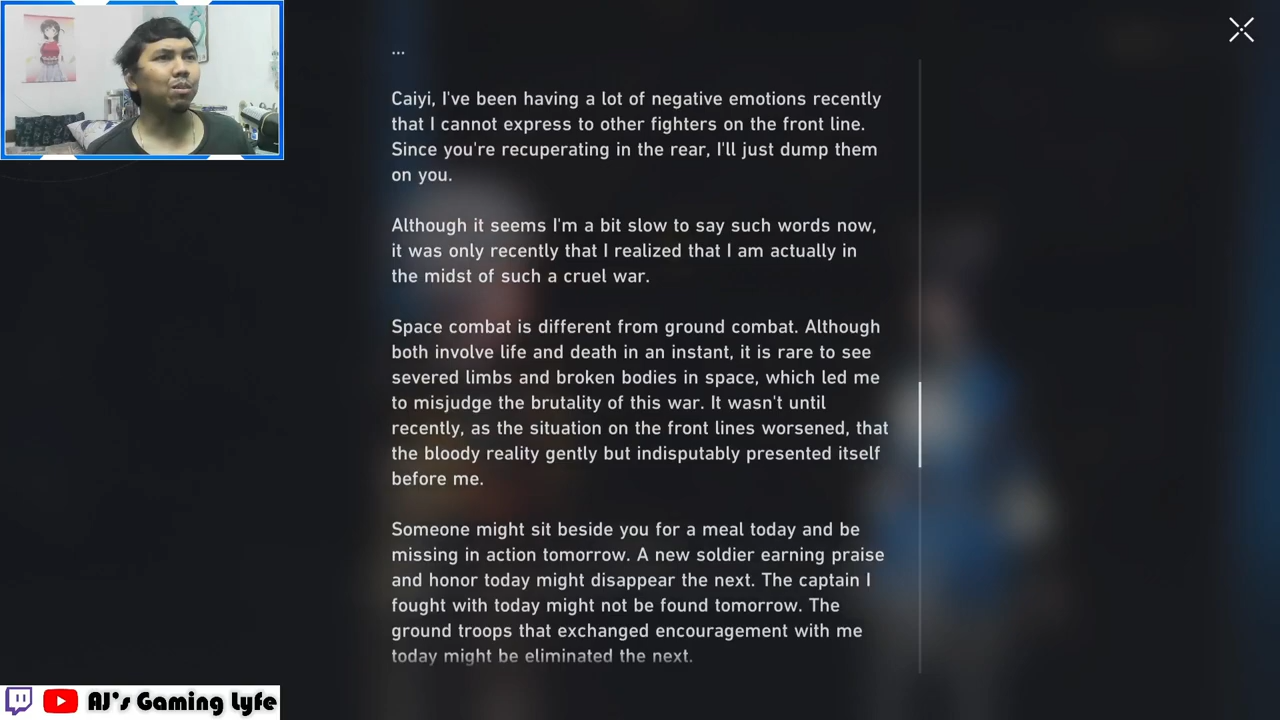 ...
Caiyi, I've been having a lot of negative emotions recently
that I cannot express to other fighters on the front line.
Since you're recuperating in the rear, I'll just dump them
on you.
Although it seems I'm a bit slow to say such words now,
it was only recently that I realized that I am actually in
the midst of such a cruel war.
Space combat is different from ground combat. Although
both involve life and death in an instant, it is rare to see
severed limbs and broken bodies in space, which led me
to misjudge the brutality of this war. It wasn't until
recently, as the situation on the front lines worsened, that
the bloody reality gently but indisputably presented itself
before me.
Someone might sit beside you for a meal today and be
missing in action tomorrow. A new soldier earning praise
and honor today might disappear the next. The captain I
fought with today might not be found tomorrow. The
ground troops that exchanged encouragement with me
today might be eliminated the next.
AJ's Gaming Lyfe